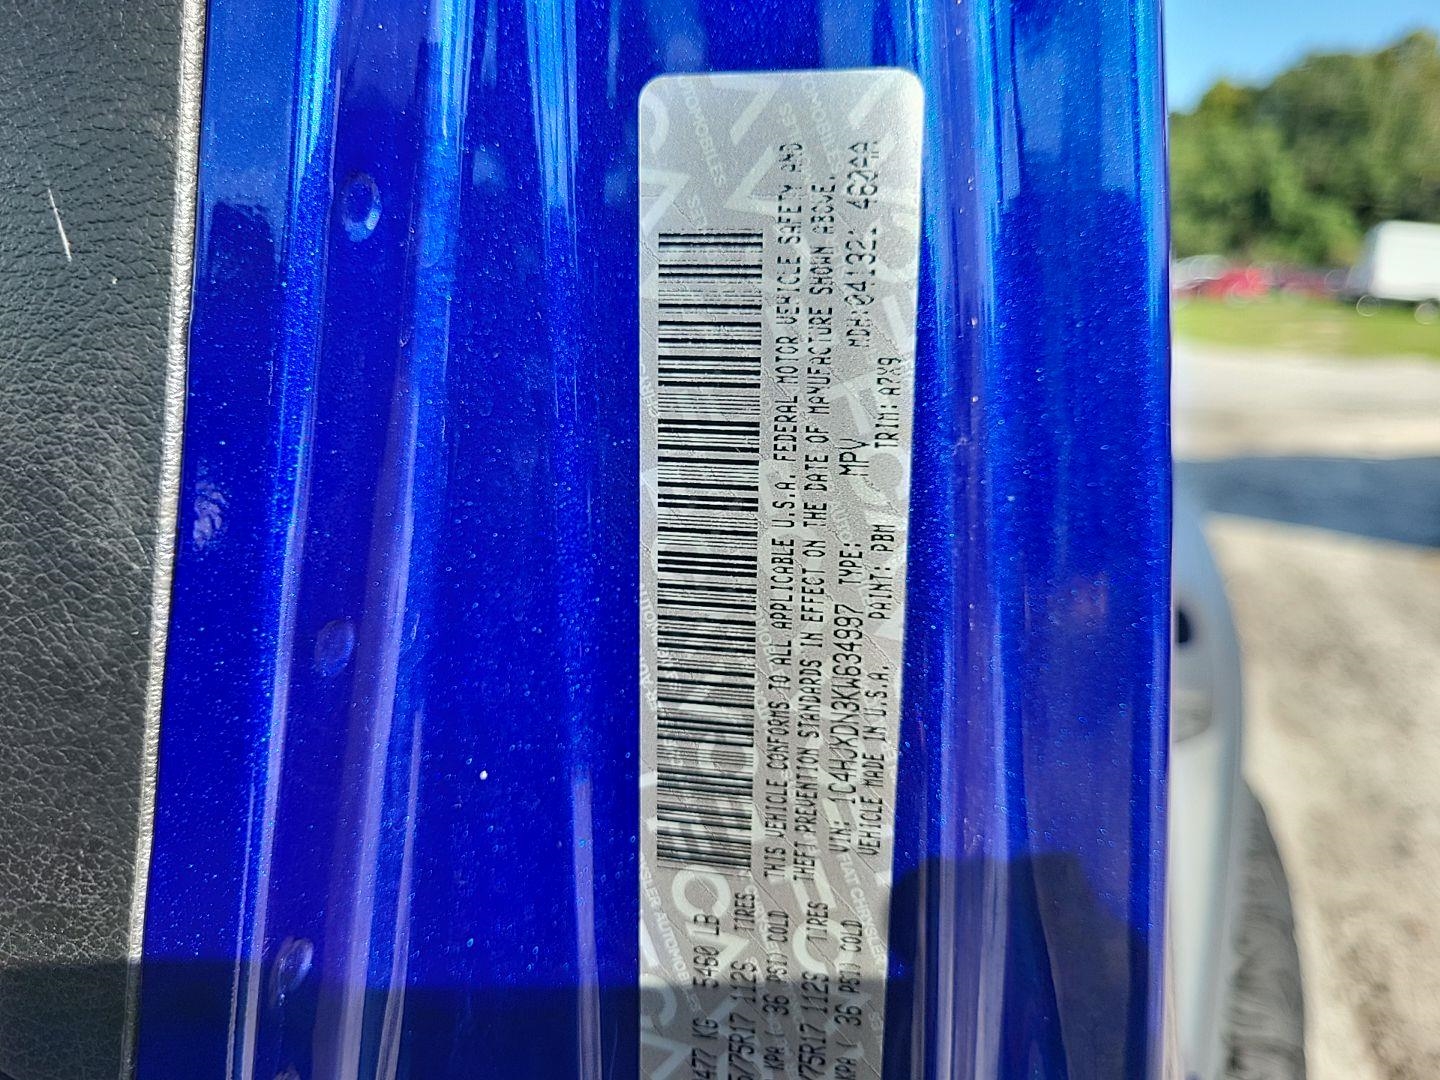 477 KG 5460 LB
5/75R17 112S TIRES
KPA ( 36 PSI) COLD THIS VEHICLE CONFORMS TO ALL APPLICABLE U.S.A. FEDERAL MOTOR VEHICLE SAFETY AND
/75R17 112S TIRES THEFT PREVENTION STANDARDS IN EFFECT ON THE DATE OF MANUFACTURE SHOWN ABOVE.
KPA ( 36 PSI) COLD VIN: 1C4HJXDN3KW634997 TYPE: MPV MDH:041321 460AA
VEHICLE MADE IN U.S.A. PAINT: PBM TRIM: A7X9